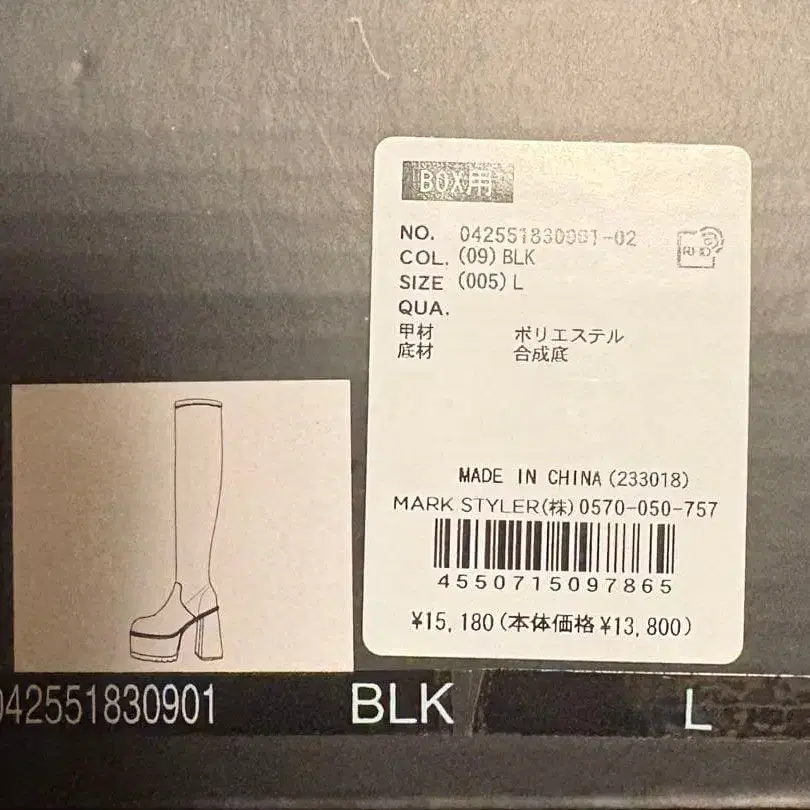 BOX用
NO. 042551830901-02
COL. (09) BLK
SIZE (005) L
QUA.
甲材 ポリエステル
底材 合成底
RFID
MADE IN CHINA (233018)
MARK STYLER(株) 0570-050-757
4550715097865
¥15,180(本体価格¥13,800)
042551830901 BLK L